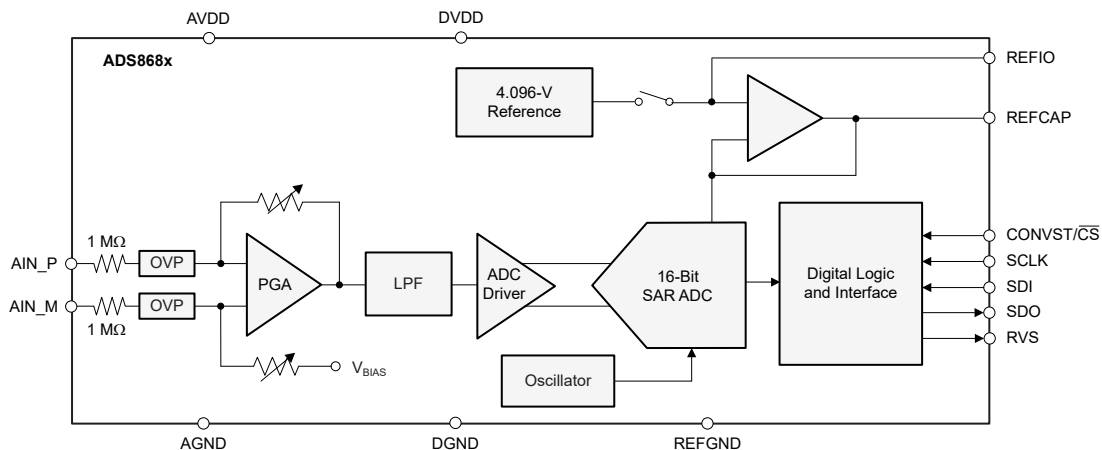 AVDD
DVDD
ADS868x
REFIO
4.096-V
Reference
REFCAP
1 MΩ
AIN_P
OVP
PGA
LPF
ADC
Driver
16-Bit
SAR ADC
Digital Logic
and Interface
CONVST/C̅S̅
SCLK
SDI
SDO
RVS
AIN_M
OVP
1 MΩ
VBIAS
Oscillator
AGND
DGND
REFGND